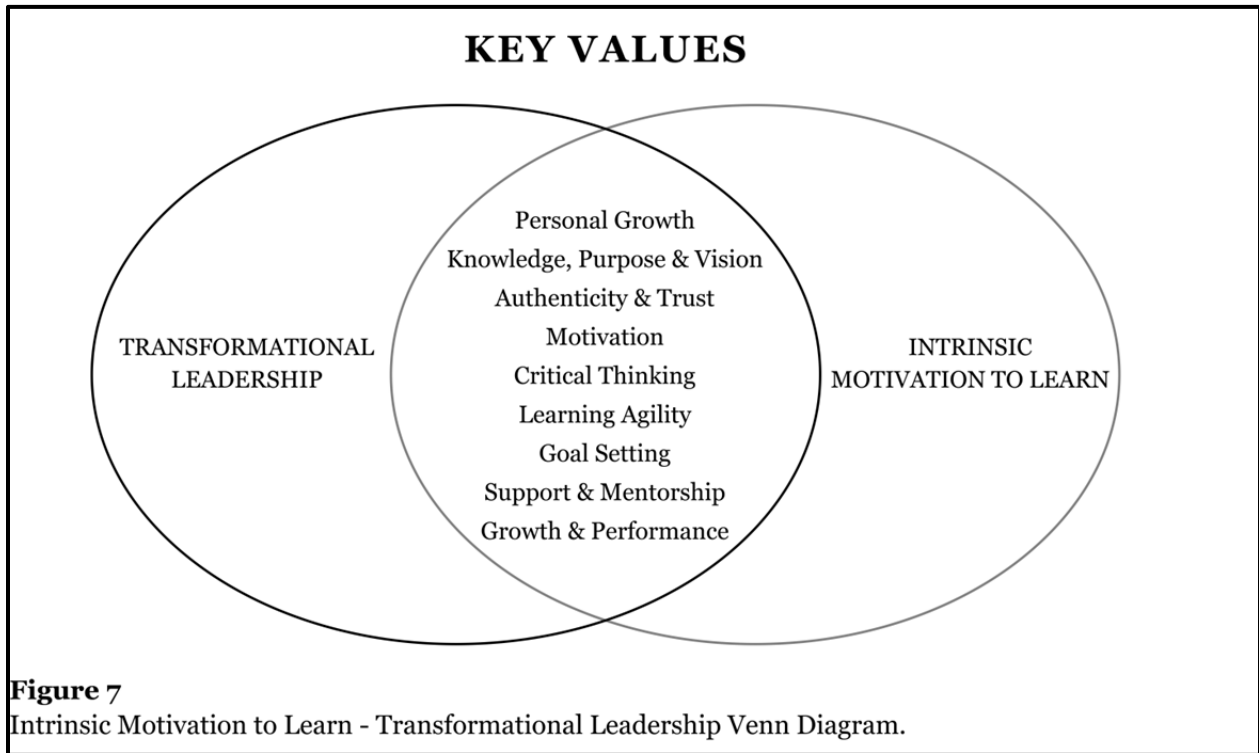 KEY VALUES
TRANSFORMATIONAL
LEADERSHIP
Personal Growth
Knowledge, Purpose & Vision
Authenticity & Trust
Motivation
Critical Thinking
Learning Agility
Goal Setting
Support & Mentorship
Growth & Performance
INTRINSIC
MOTIVATION TO LEARN
Figure 7
Intrinsic Motivation to Learn - Transformational Leadership Venn Diagram.